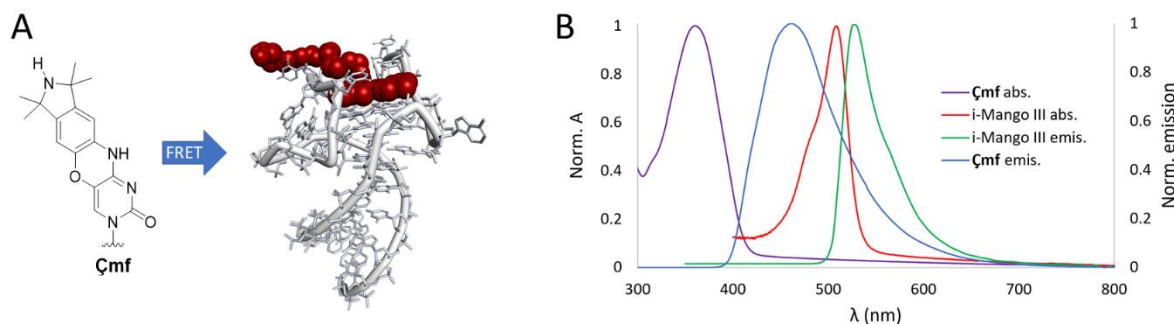 A
H
N
NH
N
O
N
O
Çmf
FRET
B
Norm. A
1
0.8
0.6
0.4
0.2
0
Çmf abs.
i-Mango III abs.
i-Mango III emis.
Çmf emis.
1
0.8
0.6
0.4
0.2
0
Norm. emission
300 400 500 600 700 800
λ (nm)